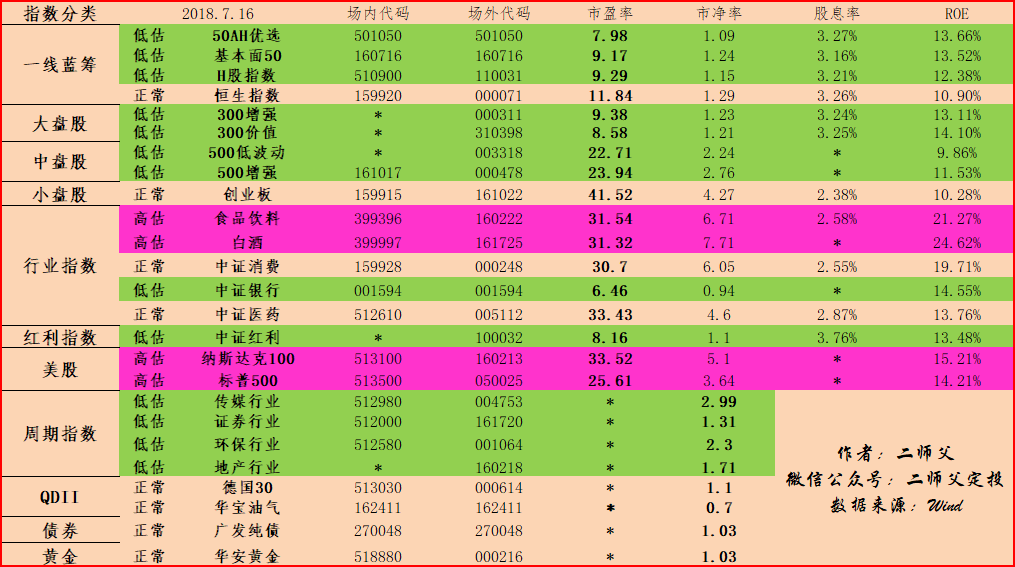 指数分类 2018.7.16 场内代码 场外代码 市盈率 市净率 股息率 ROE
一线蓝筹
低估 50AH优选 501050 501050 7.98 1.09 3.27% 13.66%
低估 基本面50 160716 160716 9.17 1.24 3.16% 13.52%
低估 H股指数 510900 110031 9.29 1.15 3.21% 12.38%
正常 恒生指数 159920 000071 11.84 1.29 3.26% 10.90%
大盘股
低估 300增强 * 000311 9.38 1.23 3.24% 13.11%
低估 300价值 * 310398 8.58 1.21 3.25% 14.10%
中盘股
低估 500低波动 * 003318 22.71 2.24 * 9.86%
低估 500增强 161017 000478 23.94 2.76 * 11.53%
小盘股 正常 创业板 159915 161022 41.52 4.27 2.38% 10.28%
行业指数
高估 食品饮料 399396 160222 31.54 6.71 2.58% 21.27%
高估 白酒 399997 161725 31.32 7.71 * 24.62%
正常 中证消费 159928 000248 30.7 6.05 2.55% 19.71%
低估 中证银行 001594 001594 6.46 0.94 * 14.55%
正常 中证医药 512610 005112 33.43 4.6 2.87% 13.76%
红利指数 低估 中证红利 * 100032 8.16 1.1 3.76% 13.48%
美股
高估 纳斯达克100 513100 160213 33.52 5.1 * 15.21%
高估 标普500 513500 050025 25.61 3.64 * 14.21%
周期指数
低估 传媒行业 512980 004753 * 2.99
低估 证券行业 512000 161720 * 1.31
低估 环保行业 512580 001064 * 2.3
低估 地产行业 * 160218 * 1.71
QDII
正常 德国30 513030 000614 * 1.1
正常 华宝油气 162411 162411 * 0.7
债券 正常 广发纯债 270048 270048 * 1.03
黄金 正常 华安黄金 518880 000216 * 1.03
作者：二师父
微信公众号：二师父定投
数据来源：Wind